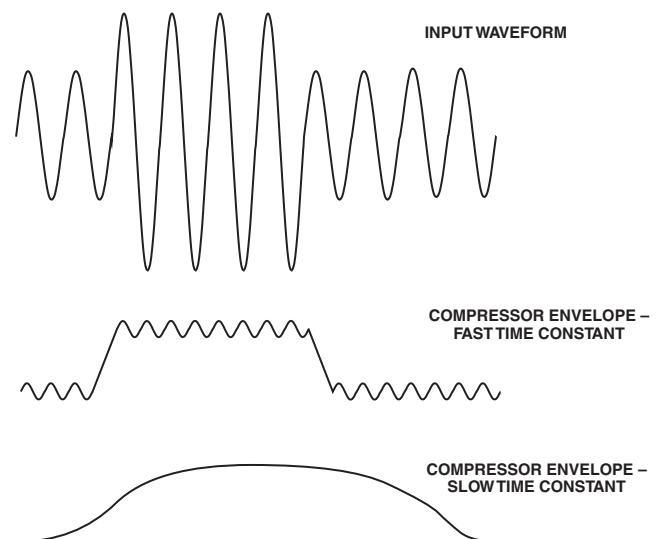 INPUT WAVEFORM
COMPRESSOR ENVELOPE –
FAST TIME CONSTANT
COMPRESSOR ENVELOPE –
SLOW TIME CONSTANT